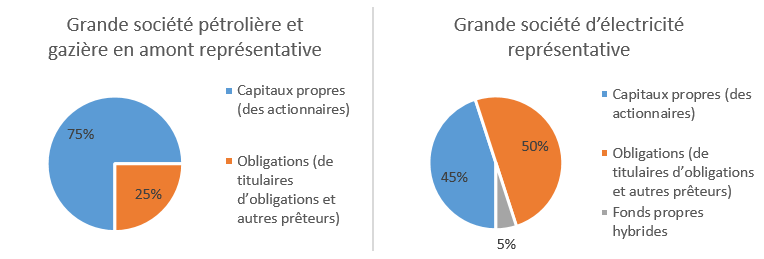 Grande société pétrolière et
gazière en amont représentative
75%
25%
Capitaux propres
(des actionnaires)
Obligations (de
titulaires
d'obligations et
autres prêteurs)
Grande société d'électricité
représentative
45%
50%
5%
Capitaux propres (des
actionnaires)
Obligations (de
titulaires d'obligations
et autres prêteurs)
Fonds propres
hybrides